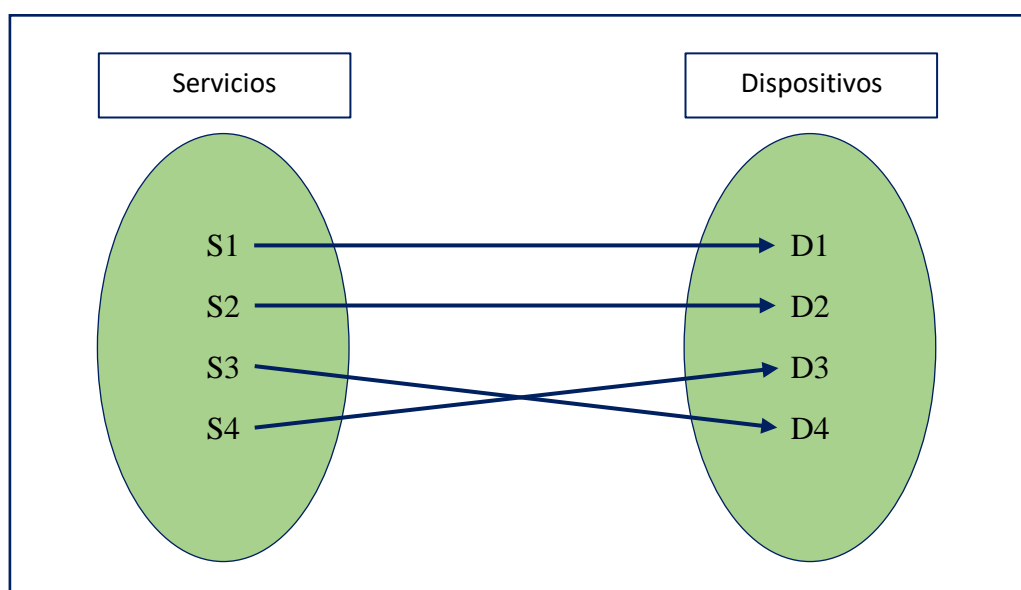 Servicios
Dispositivos
S1
D1
S2
D2
S3
D3
S4
D4